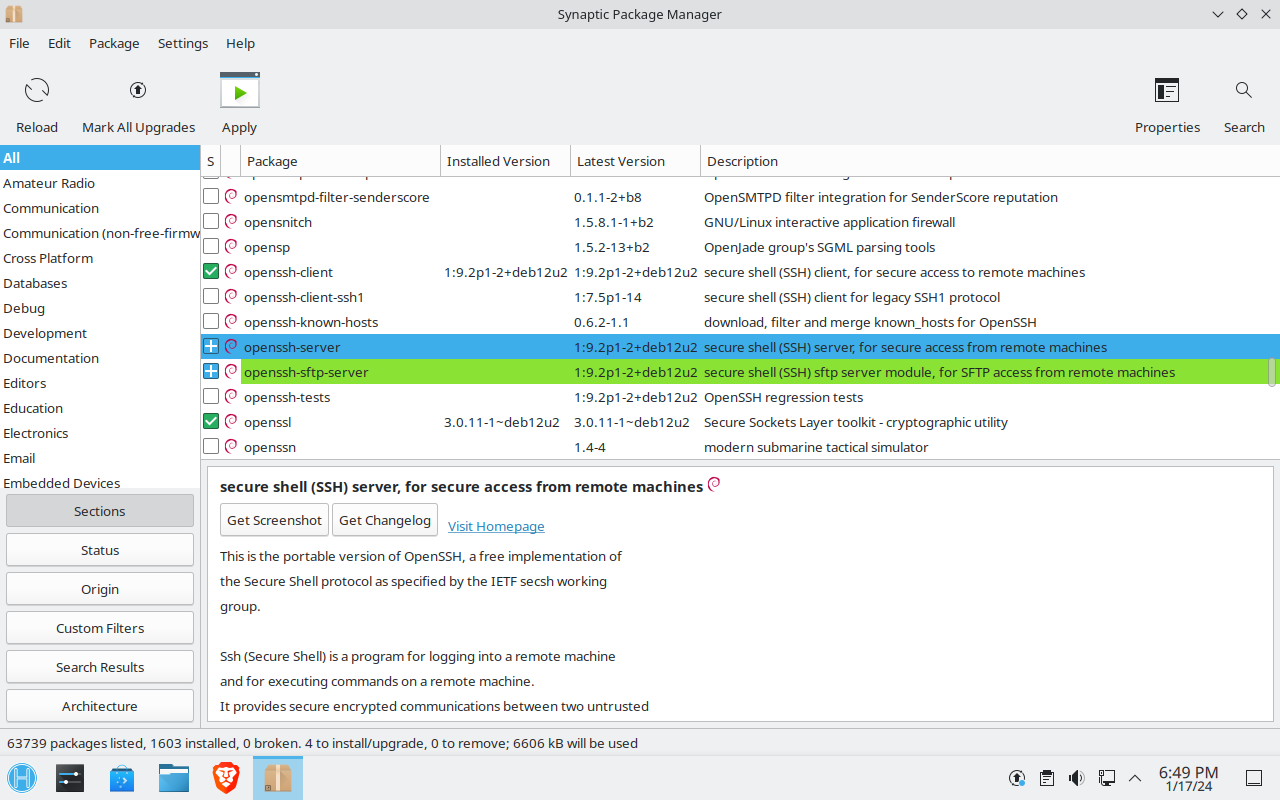 Synaptic Package Manager
File Edit Package Settings Help
Reload Mark All Upgrades Apply Properties Search
All
Amateur Radio
Communication
Communication (non-free-firmw
Cross Platform
Databases
Debug
Development
Documentation
Editors
Education
Electronics
Email
Embedded Devices
Sections
Status
Origin
Custom Filters
Search Results
Architecture
S Package Installed Version Latest Version Description
opensmtpd-filter-senderscore 0.1.1-2+b8 OpenSMTPD filter integration for SenderScore reputation
opensnitch 1.5.8.1-1+b2 GNU/Linux interactive application firewall
opensp 1.5.2-13+b2 OpenJade group's SGML parsing tools
openssh-client 1:9.2p1-2+deb12u2 1:9.2p1-2+deb12u2 secure shell (SSH) client, for secure access to remote machines
openssh-client-ssh1 1:7.5p1-14 secure shell (SSH) client for legacy SSH1 protocol
openssh-known-hosts 0.6.2-1.1 download, filter and merge known_hosts for OpenSSH
openssh-server 1:9.2p1-2+deb12u2 secure shell (SSH) server, for secure access from remote machines
openssh-sftp-server 1:9.2p1-2+deb12u2 secure shell (SSH) sftp server module, for SFTP access from remote machines
openssh-tests 1:9.2p1-2+deb12u2 OpenSSH regression tests
openssl 3.0.11-1~deb12u2 3.0.11-1~deb12u2 Secure Sockets Layer toolkit - cryptographic utility
openssn 1.4-4 modern submarine tactical simulator
secure shell (SSH) server, for secure access from remote machines
Get Screenshot Get Changelog Visit Homepage
This is the portable version of OpenSSH, a free implementation of
the Secure Shell protocol as specified by the IETF secsh working
group.
Ssh (Secure Shell) is a program for logging into a remote machine
and for executing commands on a remote machine.
It provides secure encrypted communications between two untrusted
63739 packages listed, 1603 installed, 0 broken. 4 to install/upgrade, 0 to remove; 6606 kB will be used
6:49 PM
1/17/24